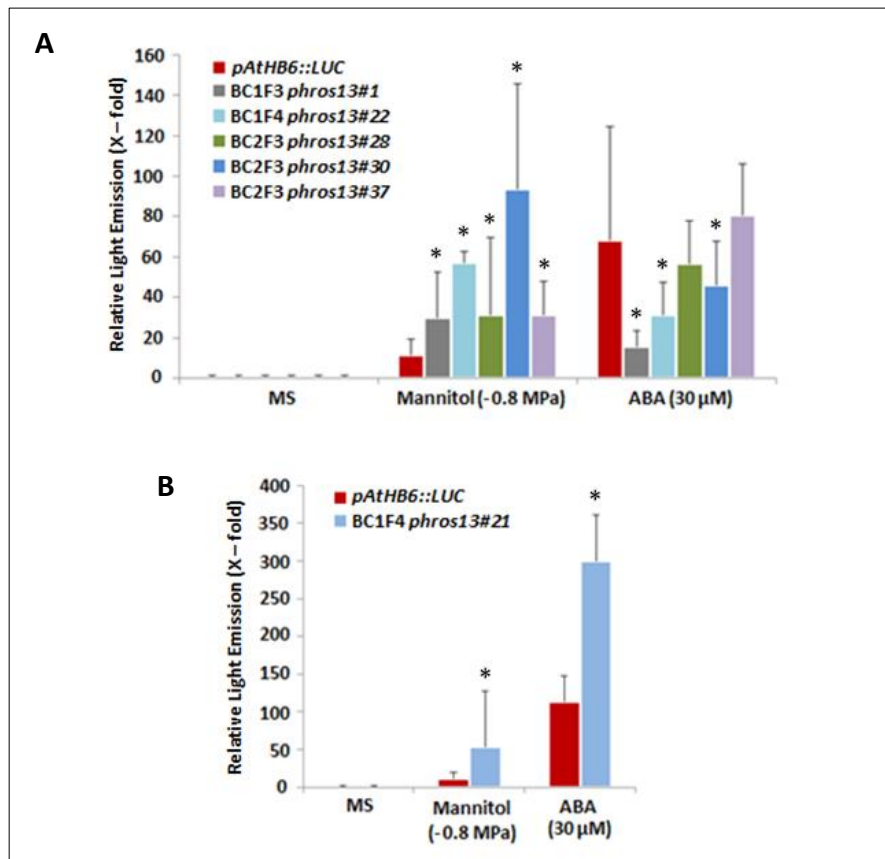 A
160
140
120
100
80
60
40
20
0
Relative Light Emission (X – fold)
pAtHB6::LUC
BC1F3 phros13#1
BC1F4 phros13#22
BC2F3 phros13#28
BC2F3 phros13#30
BC2F3 phros13#37
* * * * *
* * *
MS
Mannitol (-0.8 MPa)
ABA (30 µM)
B
400
350
300
250
200
150
100
50
0
Relative Light Emission (X – fold)
pAtHB6::LUC
BC1F4 phros13#21
*
*
MS
Mannitol
(-0.8 MPa)
ABA
(30 µM)